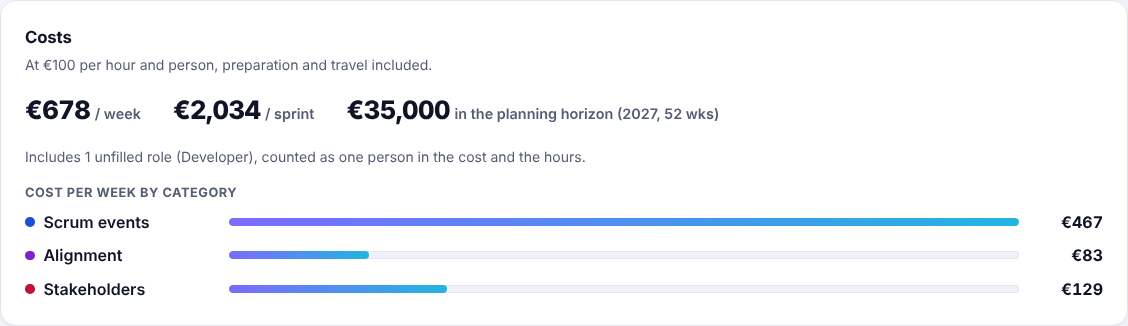 Costs
At €100 per hour and person, preparation and travel included.
€678 / week €2,034 / sprint €35,000 in the planning horizon (2027, 52 wks)
Includes 1 unfilled role (Developer), counted as one person in the cost and the hours.
COST PER WEEK BY CATEGORY
Scrum events €467
Alignment €83
Stakeholders €129